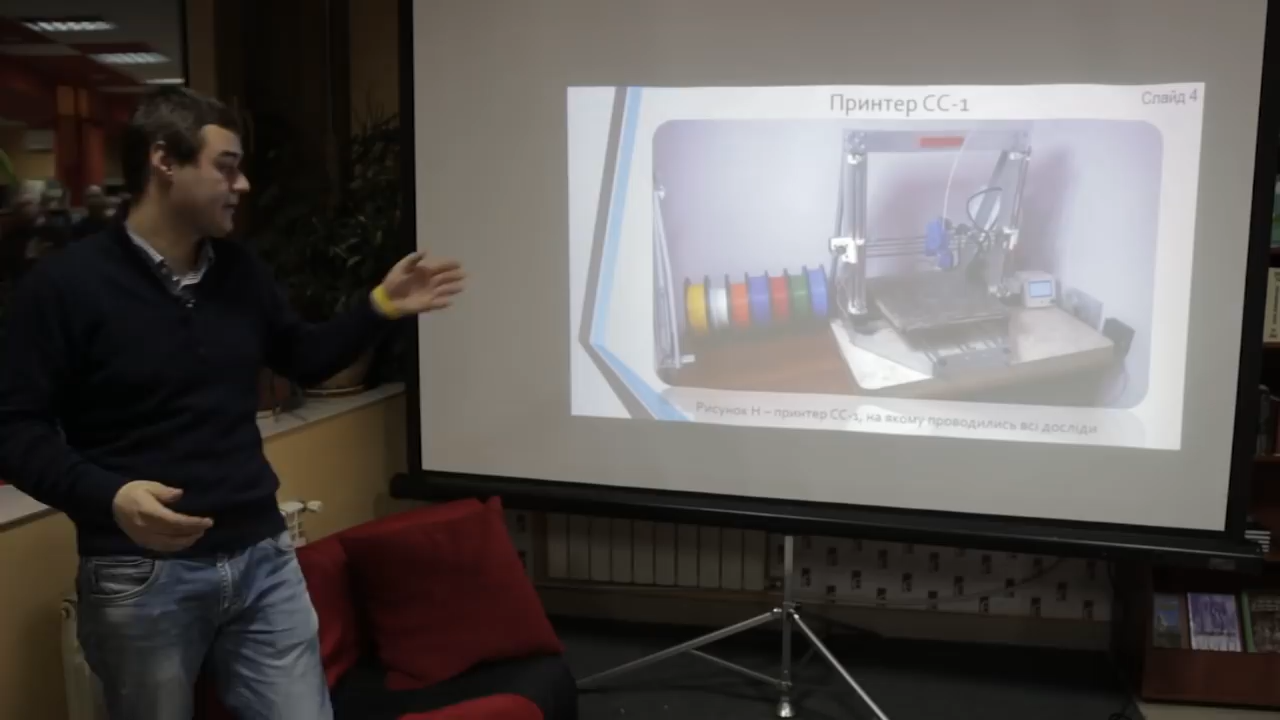 Принтер СС-1
Слайд 4
Рисунок Н – принтер СС-1, на якому проводились всі досліди